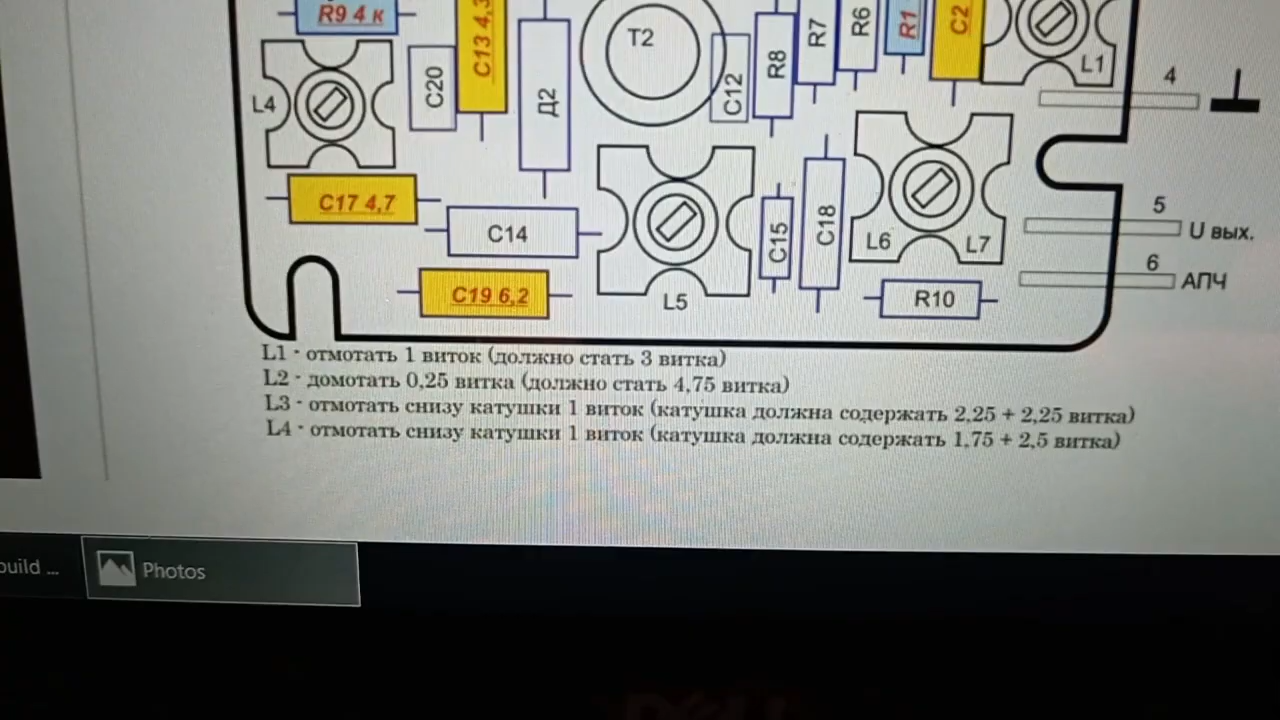 R9 4 к
C13 4,3
T2
R7
R6
R1
C2
L1
4
L4
C20
Д2
C12
R8
C17 4,7
C14
C15
C18
L6
L7
5
U вых.
6
АПЧ
C19 6,2
L5
R10
L1 - отмотать 1 виток (должно стать 3 витка)
L2 - домотать 0,25 витка (должно стать 4,75 витка)
L3 - отмотать снизу катушки 1 виток (катушка должна содержать 2,25 + 2,25 витка)
L4 - отмотать снизу катушки 1 виток (катушка должна содержать 1,75 + 2,5 витка)
build ...
Photos